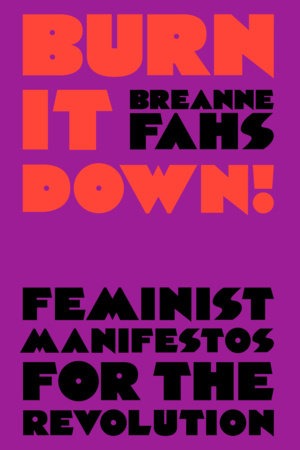 BURN
IT BREANNE
FAHS
DOWN!
FEMINIST
MANIFESTOS
FOR THE
REVOLUTION